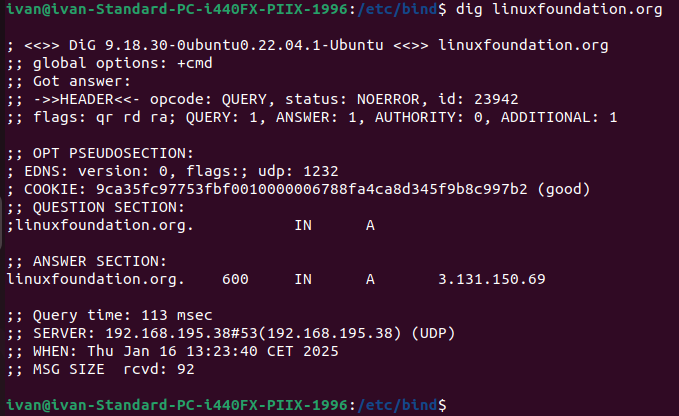 ivan@ivan-Standard-PC-i440FX-PIIX-1996:/etc/bind$ dig linuxfoundation.org

; <<>> DiG 9.18.30-0ubuntu0.22.04.1-Ubuntu <<>> linuxfoundation.org
;; global options: +cmd
;; Got answer:
;; ->>HEADER<<- opcode: QUERY, status: NOERROR, id: 23942
;; flags: qr rd ra; QUERY: 1, ANSWER: 1, AUTHORITY: 0, ADDITIONAL: 1

;; OPT PSEUDOSECTION:
; EDNS: version: 0, flags:; udp: 1232
; COOKIE: 9ca35fc97753fbf0010000006788fa4ca8d345f9b8c997b2 (good)
;; QUESTION SECTION:
;linuxfoundation.org.		IN	A

;; ANSWER SECTION:
linuxfoundation.org.	600	IN	A	3.131.150.69

;; Query time: 113 msec
;; SERVER: 192.168.195.38#53(192.168.195.38) (UDP)
;; WHEN: Thu Jan 16 13:23:40 CET 2025
;; MSG SIZE  rcvd: 92

ivan@ivan-Standard-PC-i440FX-PIIX-1996:/etc/bind$